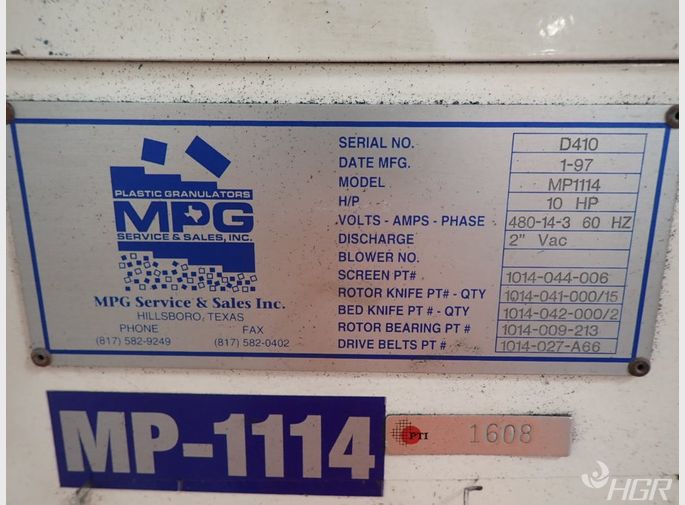 PLASTIC GRANULATORS
MPG
SERVICE & SALES, INC.
MPG Service & Sales Inc.
HILLSBORO, TEXAS
PHONE FAX
(817) 582-9249 (817) 582-0402
SERIAL NO. D410
DATE MFG. 1-97
MODEL MP1114
H/P 10 HP
VOLTS - AMPS - PHASE 480-14-3 60 HZ
DISCHARGE 2" Vac
BLOWER NO.
SCREEN PT# 1014-044-006
ROTOR KNIFE PT# - QTY 1014-041-000/15
BED KNIFE PT# - QTY 1014-042-000/2
ROTOR BEARING PT # 1014-009-213
DRIVE BELTS PT # 1014-027-A66
MP-1114
PTI 1608
HGR